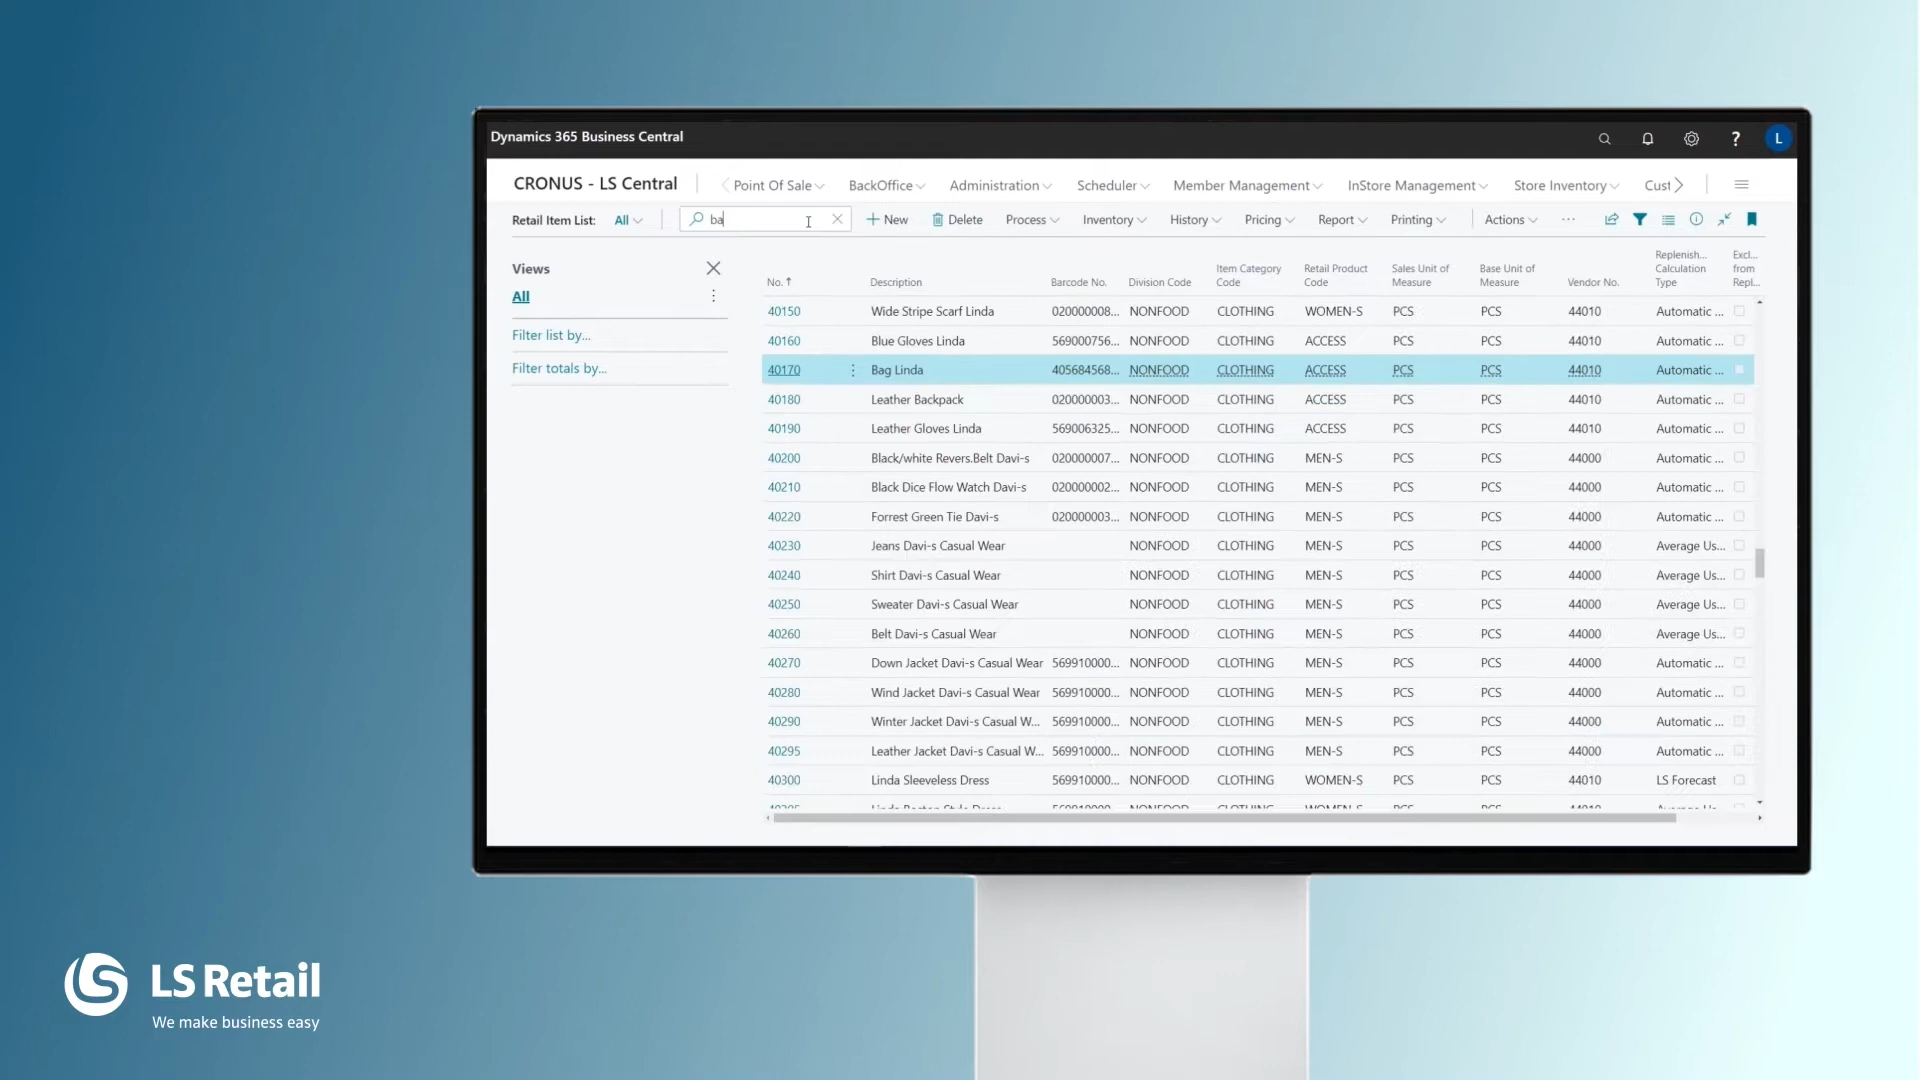 Dynamics 365 Business Central
?
L
CRONUS - LS Central
Point Of Sale BackOffice Administration Scheduler Member Management InStore Management Store Inventory Cust
Retail Item List: All ba New Delete Process Inventory History Pricing Report Printing Actions ...
Views
All
Filter list by...
Filter totals by...
No. ↑ Description Barcode No. Division Code Item Category Code Retail Product Code Sales Unit of Measure Base Unit of Measure Vendor No. Replenish... Calculation Type Excl... from Repl...
40150 Wide Stripe Scarf Linda 020000008... NONFOOD CLOTHING WOMEN-S PCS PCS 44010 Automatic ...
40160 Blue Gloves Linda 569000756... NONFOOD CLOTHING ACCESS PCS PCS 44010 Automatic ...
40170 Bag Linda 405684568... NONFOOD CLOTHING ACCESS PCS PCS 44010 Automatic ...
40180 Leather Backpack 020000003... NONFOOD CLOTHING ACCESS PCS PCS 44010 Automatic ...
40190 Leather Gloves Linda 569006325... NONFOOD CLOTHING ACCESS PCS PCS 44010 Automatic ...
40200 Black/white Revers.Belt Davi-s 020000007... NONFOOD CLOTHING MEN-S PCS PCS 44000 Automatic ...
40210 Black Dice Flow Watch Davi-s 020000002... NONFOOD CLOTHING MEN-S PCS PCS 44000 Automatic ...
40220 Forrest Green Tie Davi-s 020000003... NONFOOD CLOTHING MEN-S PCS PCS 44000 Automatic ...
40230 Jeans Davi-s Casual Wear NONFOOD CLOTHING MEN-S PCS PCS 44000 Average Us...
40240 Shirt Davi-s Casual Wear NONFOOD CLOTHING MEN-S PCS PCS 44000 Average Us...
40250 Sweater Davi-s Casual Wear NONFOOD CLOTHING MEN-S PCS PCS 44000 Average Us...
40260 Belt Davi-s Casual Wear NONFOOD CLOTHING MEN-S PCS PCS 44000 Average Us...
40270 Down Jacket Davi-s Casual Wear 569910000... NONFOOD CLOTHING MEN-S PCS PCS 44000 Automatic ...
40280 Wind Jacket Davi-s Casual Wear 569910000... NONFOOD CLOTHING MEN-S PCS PCS 44000 Automatic ...
40290 Winter Jacket Davi-s Casual W... 569910000... NONFOOD CLOTHING MEN-S PCS PCS 44000 Automatic ...
40295 Leather Jacket Davi-s Casual W... 569910000... NONFOOD CLOTHING MEN-S PCS PCS 44000 Automatic ...
40300 Linda Sleeveless Dress 569910000... NONFOOD CLOTHING WOMEN-S PCS PCS 44010 LS Forecast
LS Retail
We make business easy